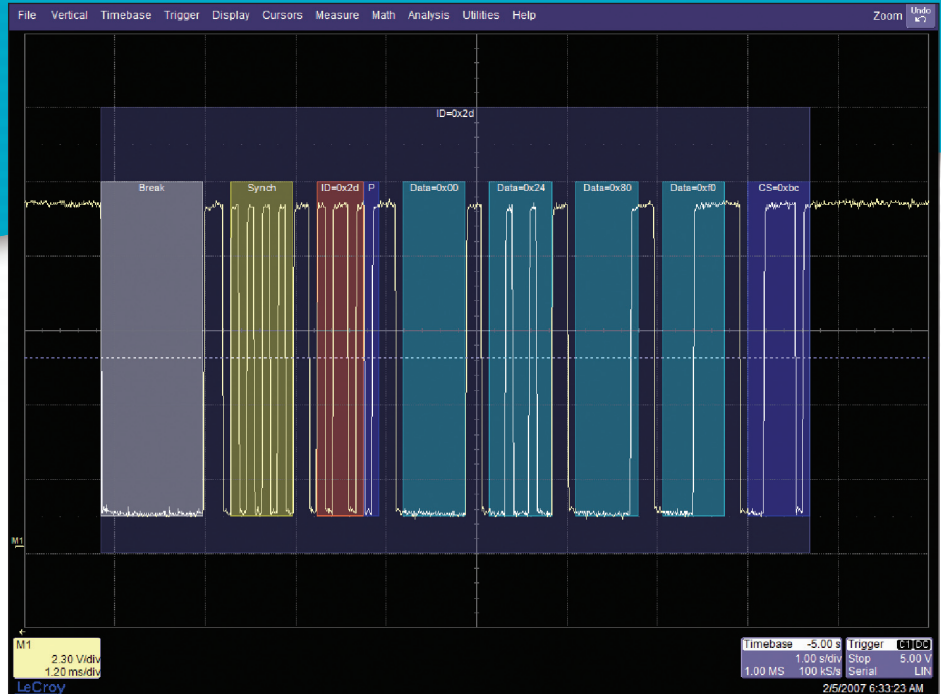 File Vertical Timebase Trigger Display Cursors Measure Math Analysis Utilities Help Zoom Undo
ID=0x2d
Break Synch ID=0x2d P Data=0x00 Data=0x24 Data=0x80 Data=0xf0 CS=0xbc
M1
M1
2.30 V/div
1.20 ms/div
Timebase -5.00 s
1.00 s/div
1.00 MS 100 kS/s
Trigger C1 DC
Stop 5.00 V
Serial LIN
LeCroy
2/5/2007 6:33:23 AM